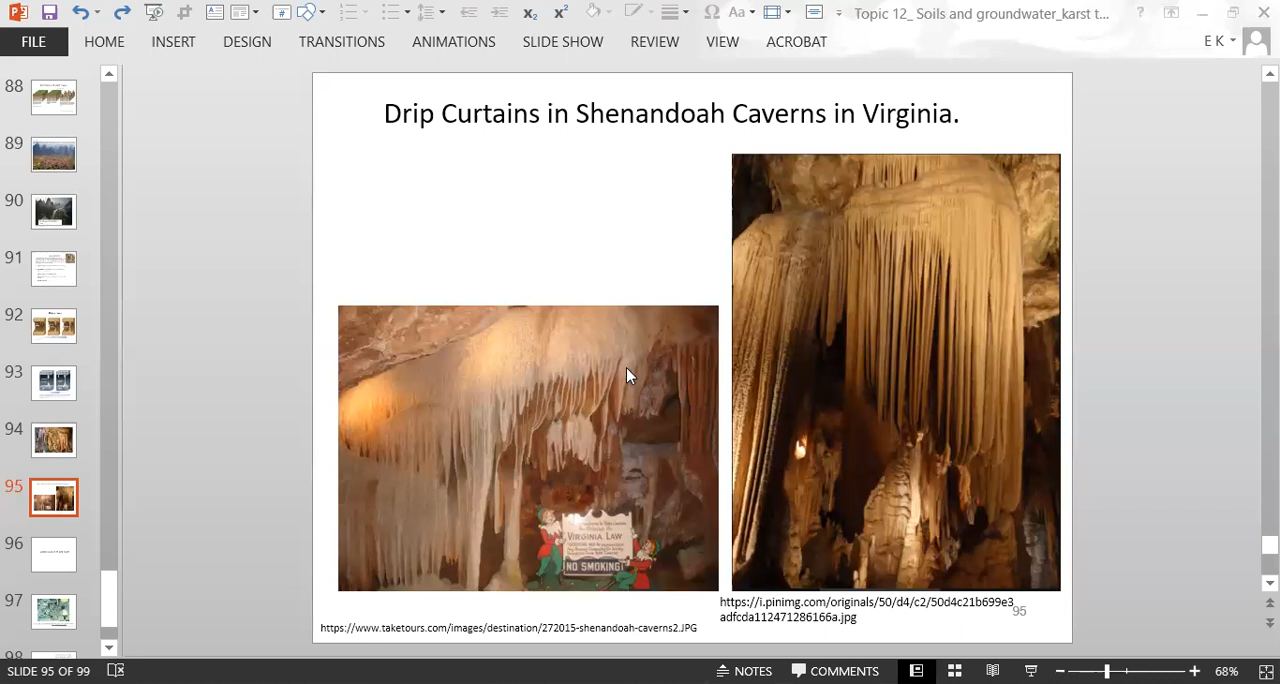 Topic 12_ Soils and groundwater_karst t...
FILE
HOME
INSERT
DESIGN
TRANSITIONS
ANIMATIONS
SLIDE SHOW
REVIEW
VIEW
ACROBAT
E K
88
89
90
91
92
93
94
95
96
97
98
Drip Curtains in Shenandoah Caverns in Virginia.
VIRGINIA LAW
NO SMOKING!
https://www.taketours.com/images/destination/272015-shenandoah-caverns2.JPG
https://i.pinimg.com/originals/50/d4/c2/50d4c21b699e3
adfcda112471286166a.jpg
95
SLIDE 95 OF 99
NOTES
COMMENTS
68%